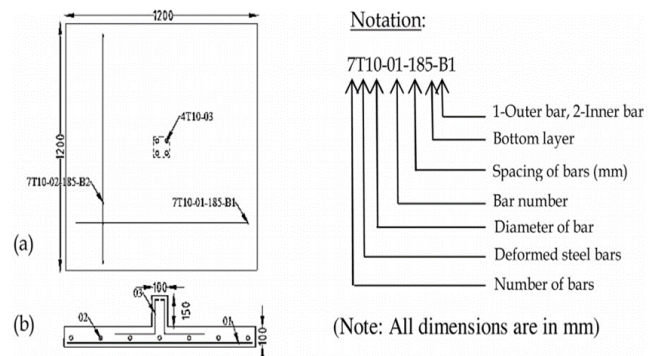 1200
1200
4T10-03
7T10-02-185-B2
7T10-01-185-B1
(a)
(b)
03
100
150
02
01
100
Notation:
7T10-01-185-B1
1-Outer bar, 2-Inner bar
Bottom layer
Spacing of bars (mm)
Bar number
Diameter of bar
Deformed steel bars
Number of bars
(Note: All dimensions are in mm)